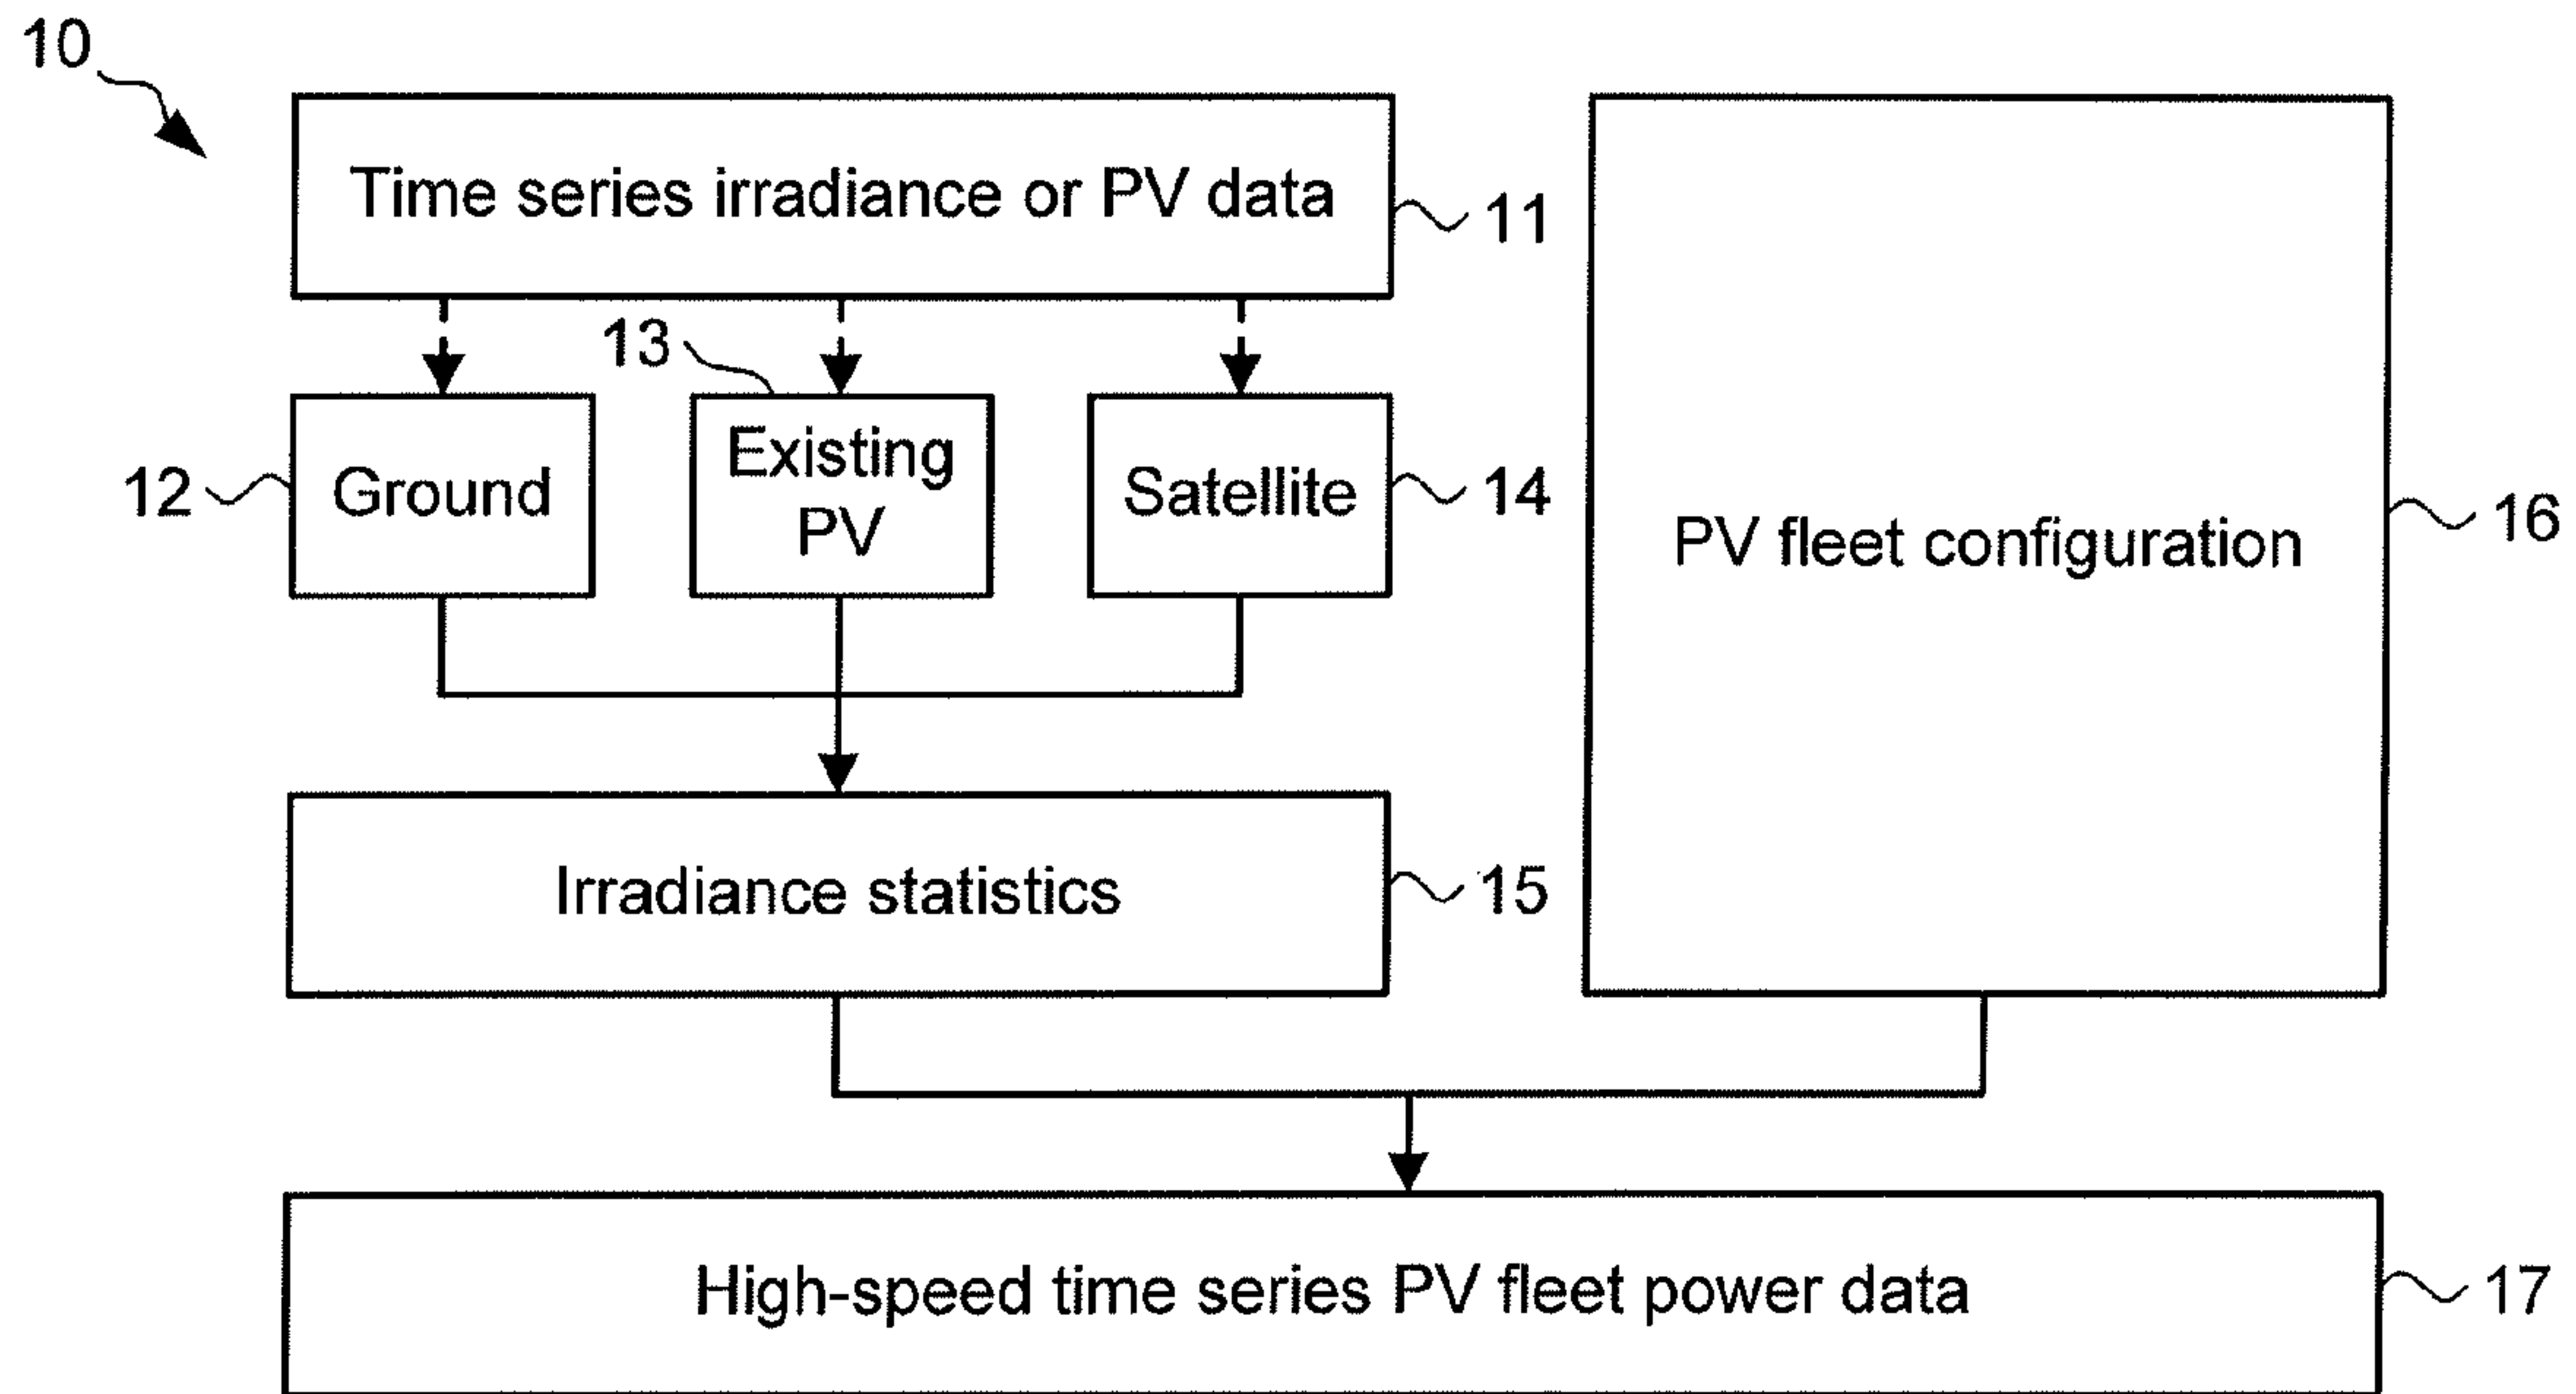 10
Time series irradiance or PV data
11
13
12
Ground
Existing
PV
Satellite
14
PV fleet configuration
16
Irradiance statistics
15
High-speed time series PV fleet power data
17